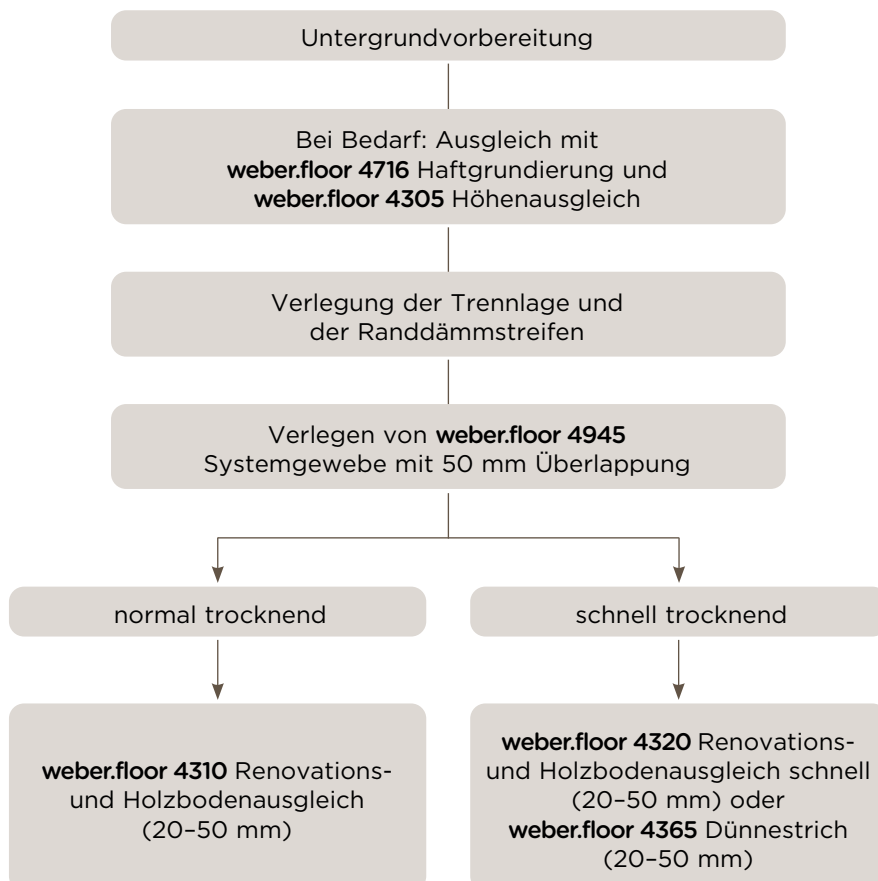 Untergrundvorbereitung
Bei Bedarf: Ausgleich mit
weber.floor 4716 Haftgrundierung und
weber.floor 4305 Höhenausgleich
Verlegung der Trennlage und
der Randdämmstreifen
Verlegen von weber.floor 4945
Systemgewebe mit 50 mm Überlappung
normal trocknend
schnell trocknend
weber.floor 4310 Renovations-
und Holzbodenausgleich
(20–50 mm)
weber.floor 4320 Renovations-
und Holzbodenausgleich schnell
(20–50 mm) oder
weber.floor 4365 Dünnestrich
(20–50 mm)